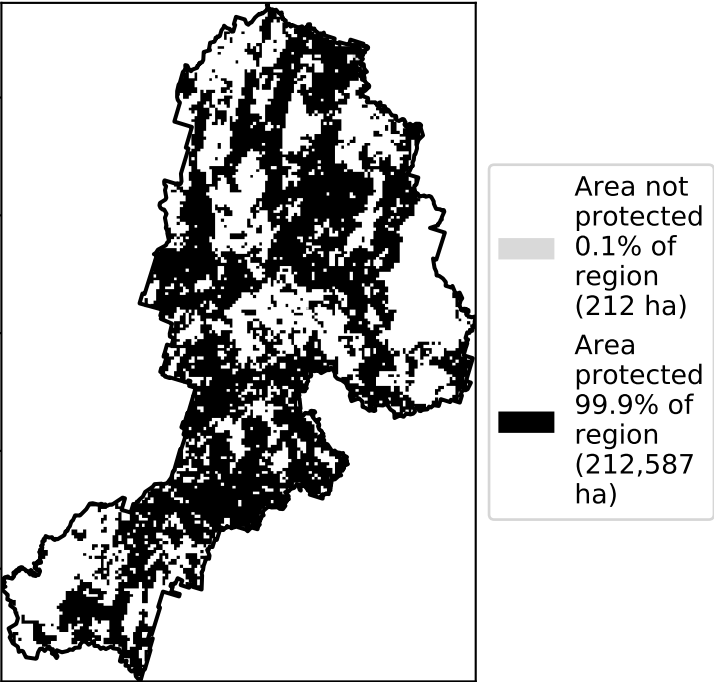 Area not
protected
0.1% of
region
(212 ha)
Area
protected
99.9% of
region
(212,587
ha)